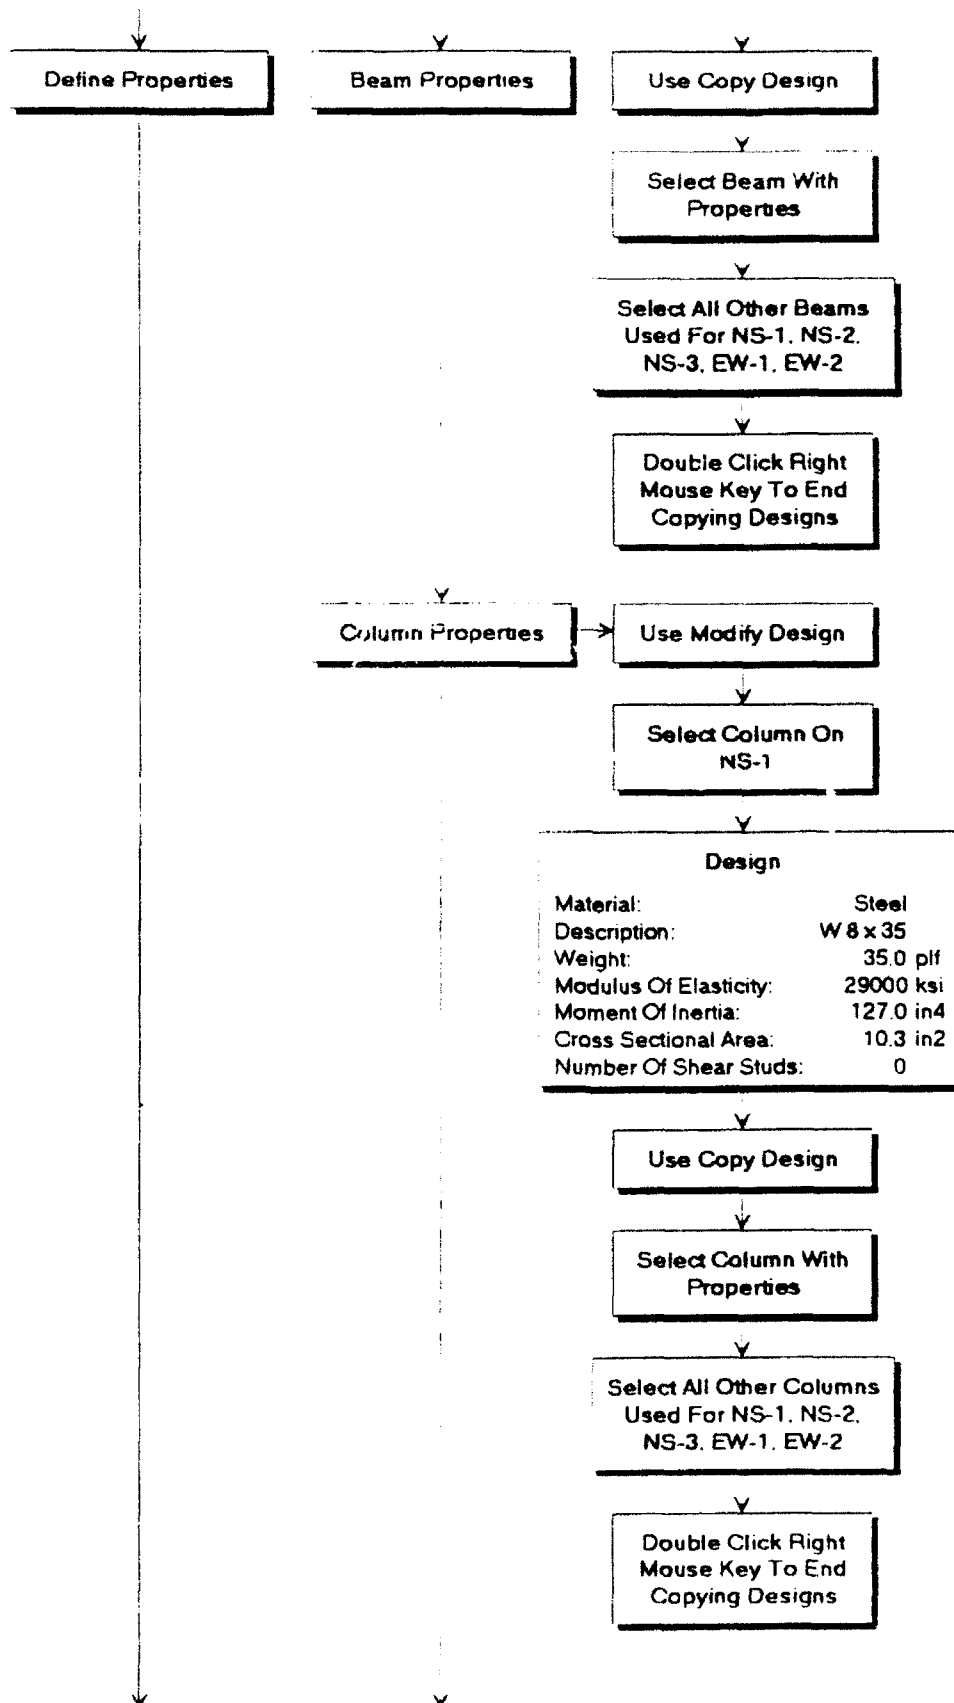 Define Properties
Beam Properties
Use Copy Design
Select Beam With
Properties
Select All Other Beams
Used For NS-1, NS-2,
NS-3, EW-1, EW-2
Double Click Right
Mouse Key To End
Copying Designs
Column Properties
Use Modify Design
Select Column On
NS-1
Design
Material: Steel
Description: W 8 x 35
Weight: 35.0 plf
Modulus Of Elasticity: 29000 ksi
Moment Of Inertia: 127.0 in4
Cross Sectional Area: 10.3 in2
Number Of Shear Studs: 0
Use Copy Design
Select Column With
Properties
Select All Other Columns
Used For NS-1, NS-2,
NS-3, EW-1, EW-2
Double Click Right
Mouse Key To End
Copying Designs